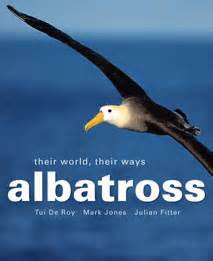 their world, their ways
albatross
Tui De Roy Mark Jones Julian Fitter